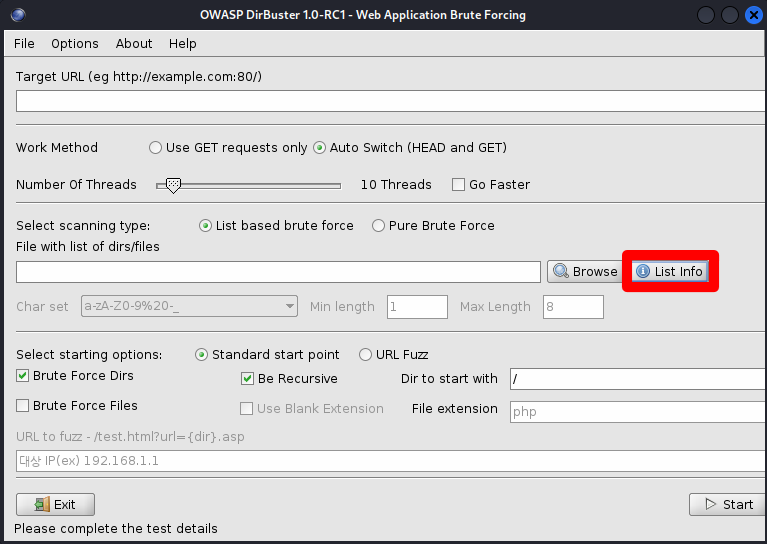 OWASP DirBuster 1.0-RC1 - Web Application Brute Forcing
File Options About Help
Target URL (eg http://example.com:80/)
Work Method Use GET requests only Auto Switch (HEAD and GET)
Number Of Threads 10 Threads Go Faster
Select scanning type: List based brute force Pure Brute Force
File with list of dirs/files
Browse List Info
Char set a-zA-Z0-9%20-_ Min length 1 Max Length 8
Select starting options: Standard start point URL Fuzz
Brute Force Dirs Be Recursive Dir to start with /
Brute Force Files Use Blank Extension File extension php
URL to fuzz - /test.html?url={dir}.asp
대상 IP(ex) 192.168.1.1
Exit Start
Please complete the test details